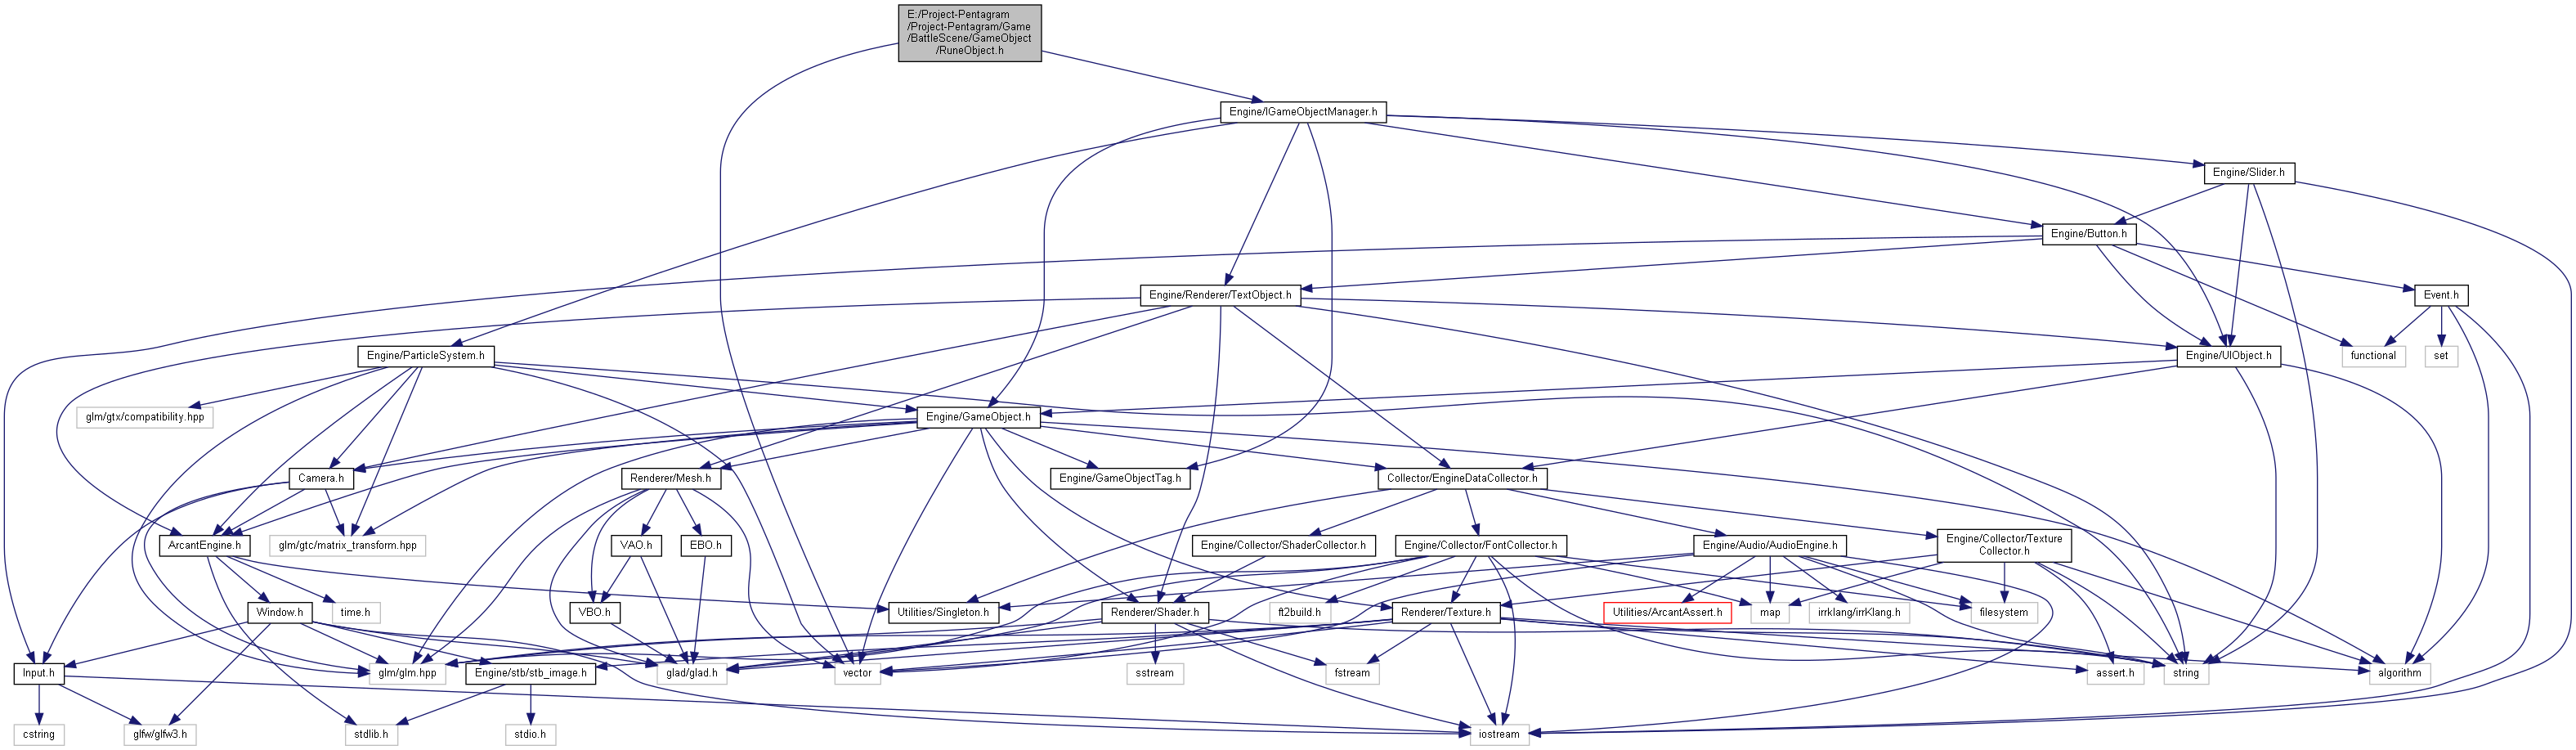 E:/Project-Pentagram
/Project-Pentagram/Game
/BattleScene/GameObject
/RuneObject.h
Engine/IGameObjectManager.h
Engine/Slider.h
Engine/Button.h
Engine/Renderer/TextObject.h
Event.h
Engine/ParticleSystem.h
Engine/UIObject.h
functional
set
glm/gtx/compatibility.hpp
Engine/GameObject.h
Camera.h
Renderer/Mesh.h
Engine/GameObjectTag.h
Collector/EngineDataCollector.h
ArcantEngine.h
glm/gtc/matrix_transform.hpp
VAO.h
EBO.h
Engine/Collector/ShaderCollector.h
Engine/Collector/FontCollector.h
Engine/Audio/AudioEngine.h
Engine/Collector/Texture
Collector.h
Window.h
time.h
VBO.h
Utilities/Singleton.h
Renderer/Shader.h
ft2build.h
Renderer/Texture.h
Utilities/ArcantAssert.h
map
irrklang/irrKlang.h
filesystem
Input.h
glm/glm.hpp
Engine/stb/stb_image.h
glad/glad.h
vector
sstream
fstream
assert.h
string
algorithm
cstring
glfw/glfw3.h
stdlib.h
stdio.h
iostream